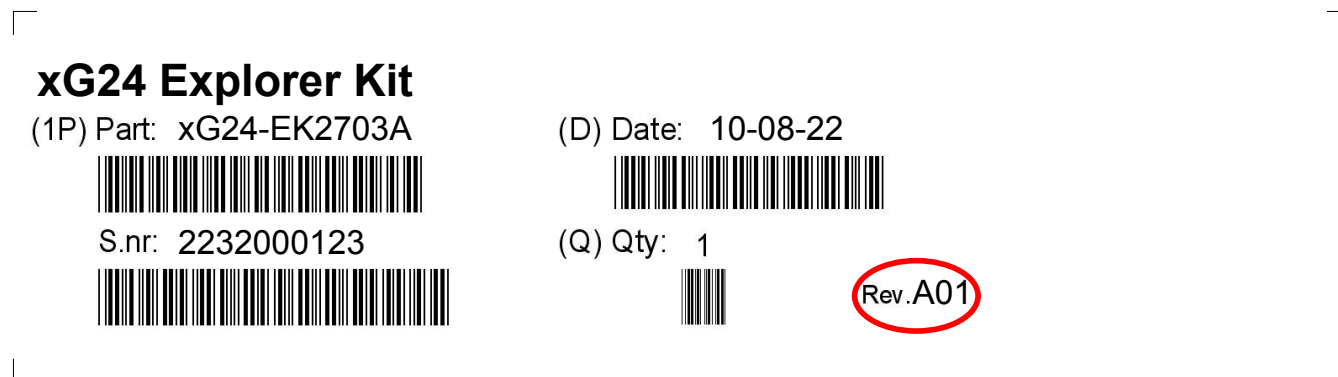 xG24 Explorer Kit
(1P) Part: xG24-EK2703A
(D) Date: 10-08-22
S.nr: 2232000123
(Q) Qty: 1
Rev.A01